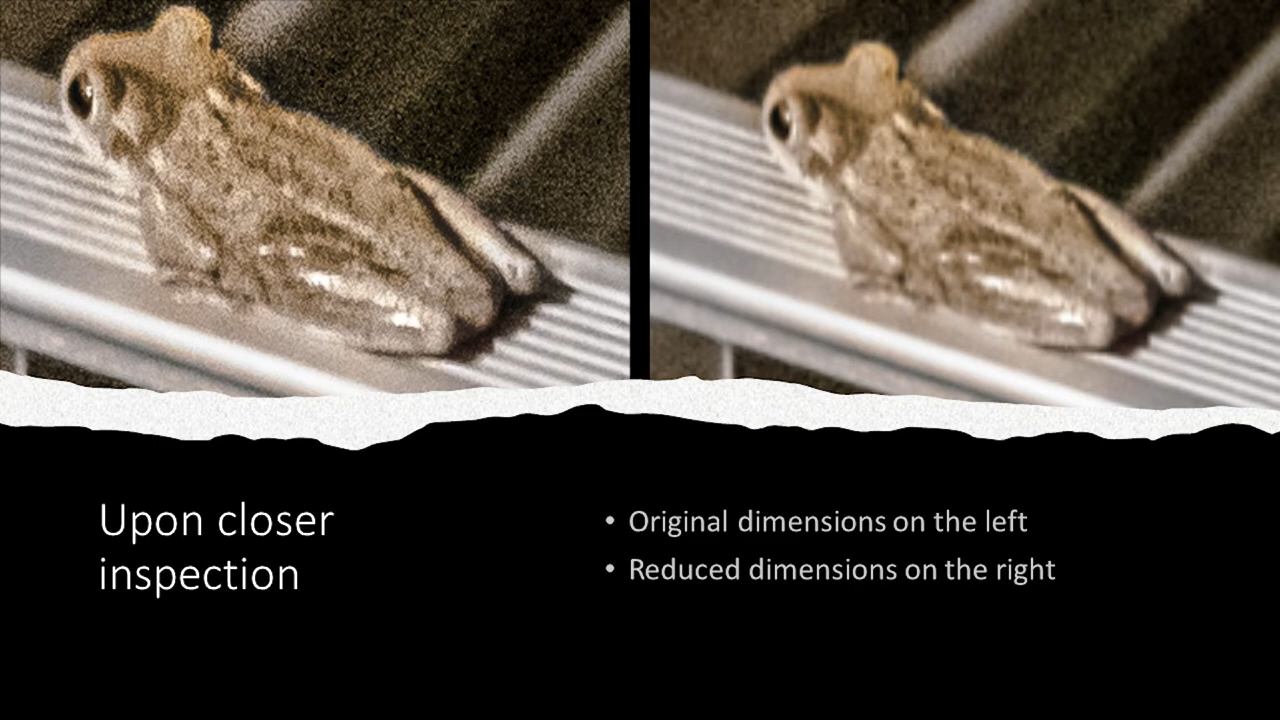 Upon closer
inspection
• Original dimensions on the left
• Reduced dimensions on the right